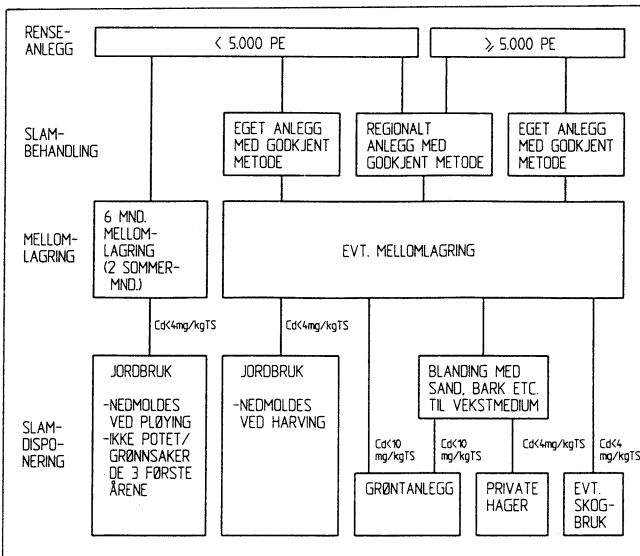 RENSE-
ANLEGG
< 5.000 PE
≥ 5.000 PE
SLAM-
BEHANDLING
EGET ANLEGG
MED GODKJENT
METODE
REGIONALT
ANLEGG MED
GODKJENT METODE
EGET ANLEGG
MED GODKJENT
METODE
MELLOM-
LAGRING
6 MND.
MELLOM-
LAGRING
(2 SOMMER-
MND.)
EVT. MELLOMLAGRING
Cd<4mg/kgTS
Cd<4mg/kgTS
SLAM-
DISPO-
NERING
JORDBRUK
-NEDMOLDES
VED PLØYING
-IKKE POTET/
GRØNNSAKER
DE 3 FØRSTE
ÅRENE
JORDBRUK
-NEDMOLDES
VED HARVING
BLANDING MED
SAND, BARK ETC.
TIL VEKSTMEDIUM
Cd<10
mg/kgTS
Cd<10
mg/kgTS
Cd<4mg/kgTS
Cd<4
mg/kgTS
GRØNTANLEGG
PRIVATE
HAGER
EVT.
SKOG-
BRUK